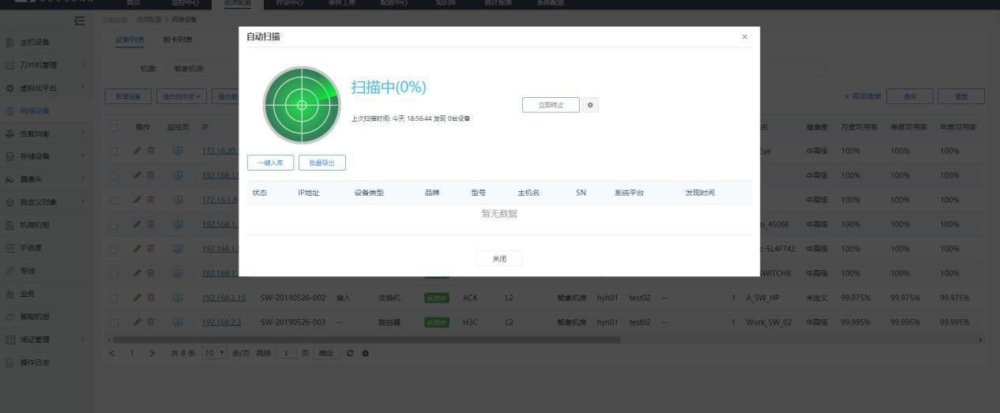 首页 监控中心 资源配置 作业中心 事件工单 配置中心 知识库 统计报表 系统配置
当前位置: 资源配置 > 网络设备
主机设备
刀片机管理
虚拟化平台
网络设备
负载均衡
存储设备
摄像头
自定义对象
机房机柜
IP资源
专线
业务
智能机柜
凭证管理
操作日志
设备列表 板卡列表
机房: 智象机房
新增设备 操作选中项
高级搜索 查询 重置
自动扫描 ×
扫描中(0%)
上次扫描时间: 今天 18:56:44 发现 0台设备
立即终止
一键入库 批量导出
状态 IP地址 设备类型 品牌 型号 主机名 SN 系统平台 发现时间
暂无数据
关闭
操作 监控页 IP 名 健康度 月度可用率 季度可用率 年度可用率
172.16.20. Eye 中高级 100% 100% 100%
192.168.1. 中高级 100% 100% 100%
172.16.1.8 中高级 100% 100% 100%
192.168.1. o_4506E 中高级 100% 100% 100%
192.168.1. c-SL4F742 中高级 100% 100% 100%
192.168.1. SWITCH8 中高级 100% 100% 100%
192.168.2.15 SW-20190526-002 接入 交换机 运营中 ACK L2 智象机房 hyh01 test02 -- 1 A_SW_HP 未定义 99.975% 99.975% 99.975%
192.168.2.3 SW-20190526-003 -- 路由器 运营中 H3C L2 智象机房 hyh01 test02 -- 1 Work_SW_02 中高级 99.995% 99.995% 99.995%
< 1 > 共 8 条 10 条/页 跳转 1 页 确定